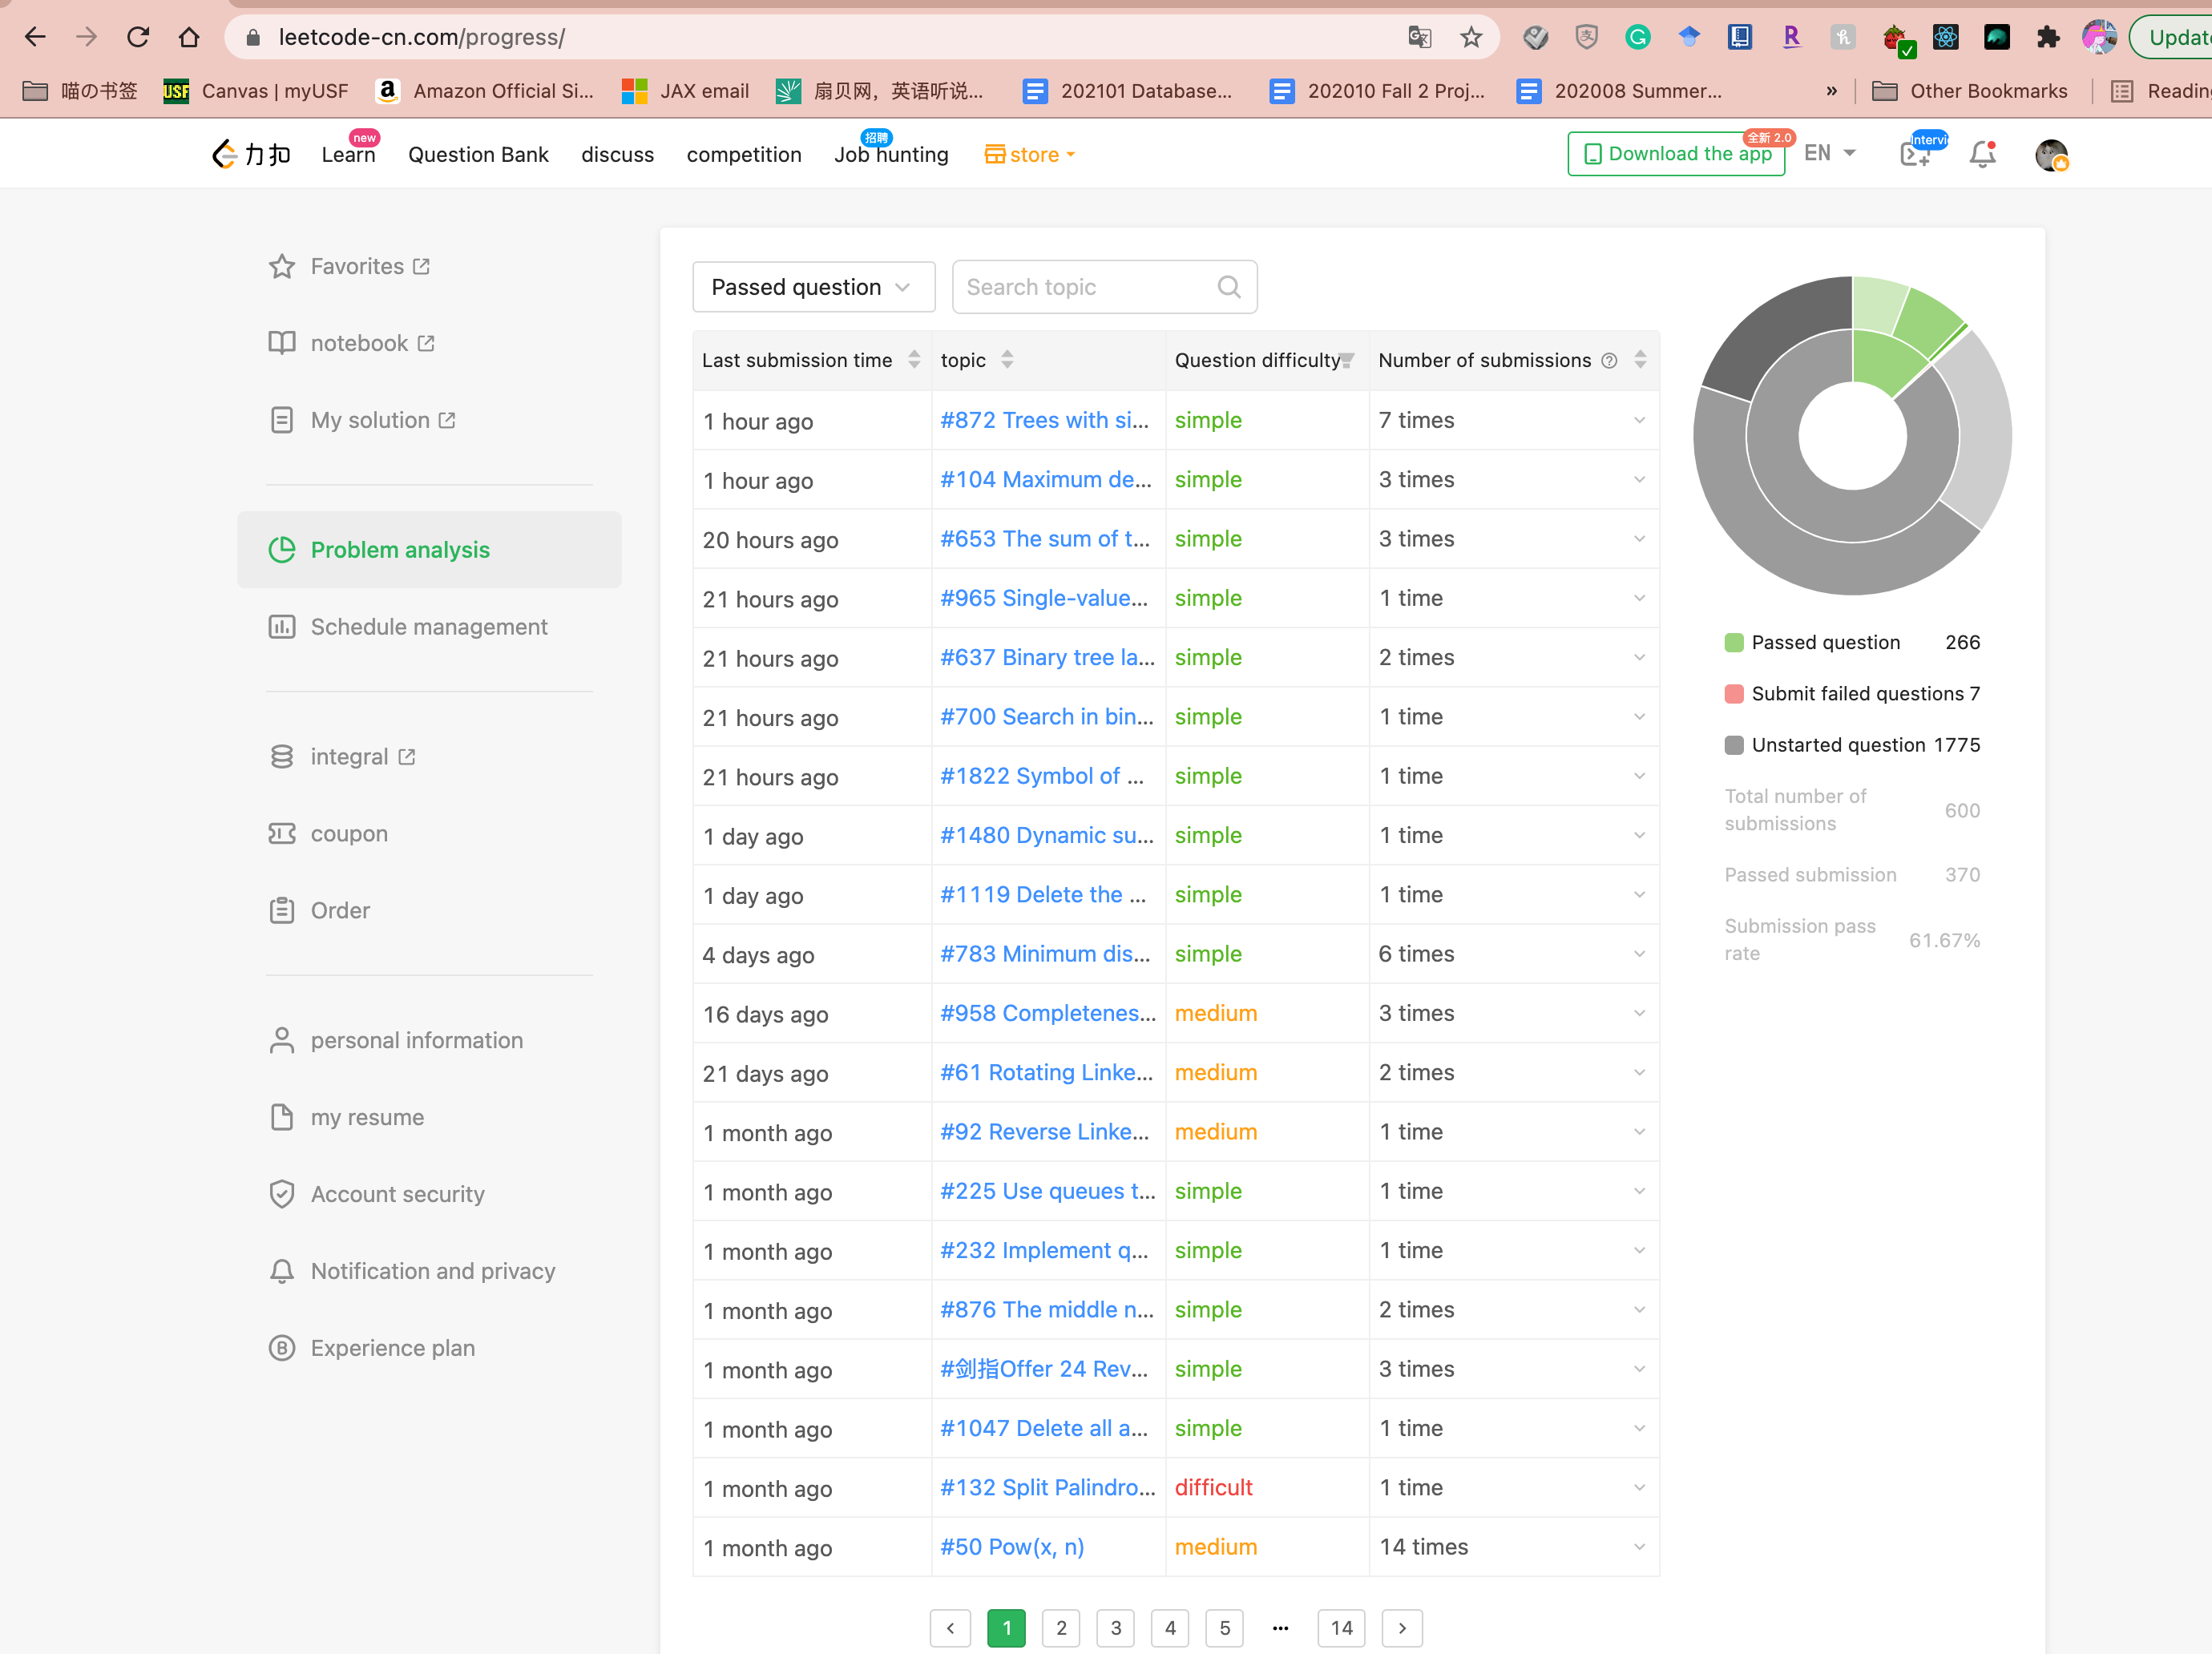 leetcode-cn.com/progress/
Update
喵の书签
USF Canvas | myUSF
a Amazon Official Si...
JAX email
扇贝网，英语听说...
202101 Database...
202010 Fall 2 Proj...
202008 Summer...
»
Other Bookmarks
Reading
力扣
Learn new
Question Bank
discuss
competition
Job hunting 招聘
store
Download the app 全新 2.0
EN
Intervi
Favorites
notebook
My solution
Problem analysis
Schedule management
integral
coupon
Order
personal information
my resume
Account security
Notification and privacy
Experience plan
Passed question
Search topic
Last submission time topic Question difficulty Number of submissions ?
1 hour ago #872 Trees with si... simple 7 times
1 hour ago #104 Maximum de... simple 3 times
20 hours ago #653 The sum of t... simple 3 times
21 hours ago #965 Single-value... simple 1 time
21 hours ago #637 Binary tree la... simple 2 times
21 hours ago #700 Search in bin... simple 1 time
21 hours ago #1822 Symbol of ... simple 1 time
1 day ago #1480 Dynamic su... simple 1 time
1 day ago #1119 Delete the ... simple 1 time
4 days ago #783 Minimum dis... simple 6 times
16 days ago #958 Completenes... medium 3 times
21 days ago #61 Rotating Linke... medium 2 times
1 month ago #92 Reverse Linke... medium 1 time
1 month ago #225 Use queues t... simple 1 time
1 month ago #232 Implement q... simple 1 time
1 month ago #876 The middle n... simple 2 times
1 month ago #剑指Offer 24 Rev... simple 3 times
1 month ago #1047 Delete all a... simple 1 time
1 month ago #132 Split Palindro... difficult 1 time
1 month ago #50 Pow(x, n) medium 14 times
< 1 2 3 4 5 ... 14 >
Passed question 266
Submit failed questions 7
Unstarted question 1775
Total number of
submissions 600
Passed submission 370
Submission pass
rate 61.67%